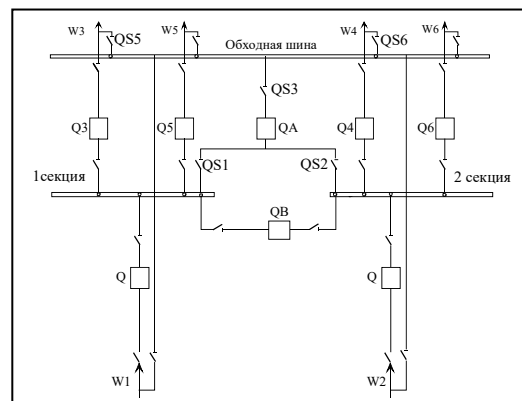 W3
QS5
W5
W4
QS6
W6
Обходная шина
QS3
Q3
Q5
QA
Q4
Q6
1секция
QS1
QS2
2 секция
QB
Q
Q
W1
W2